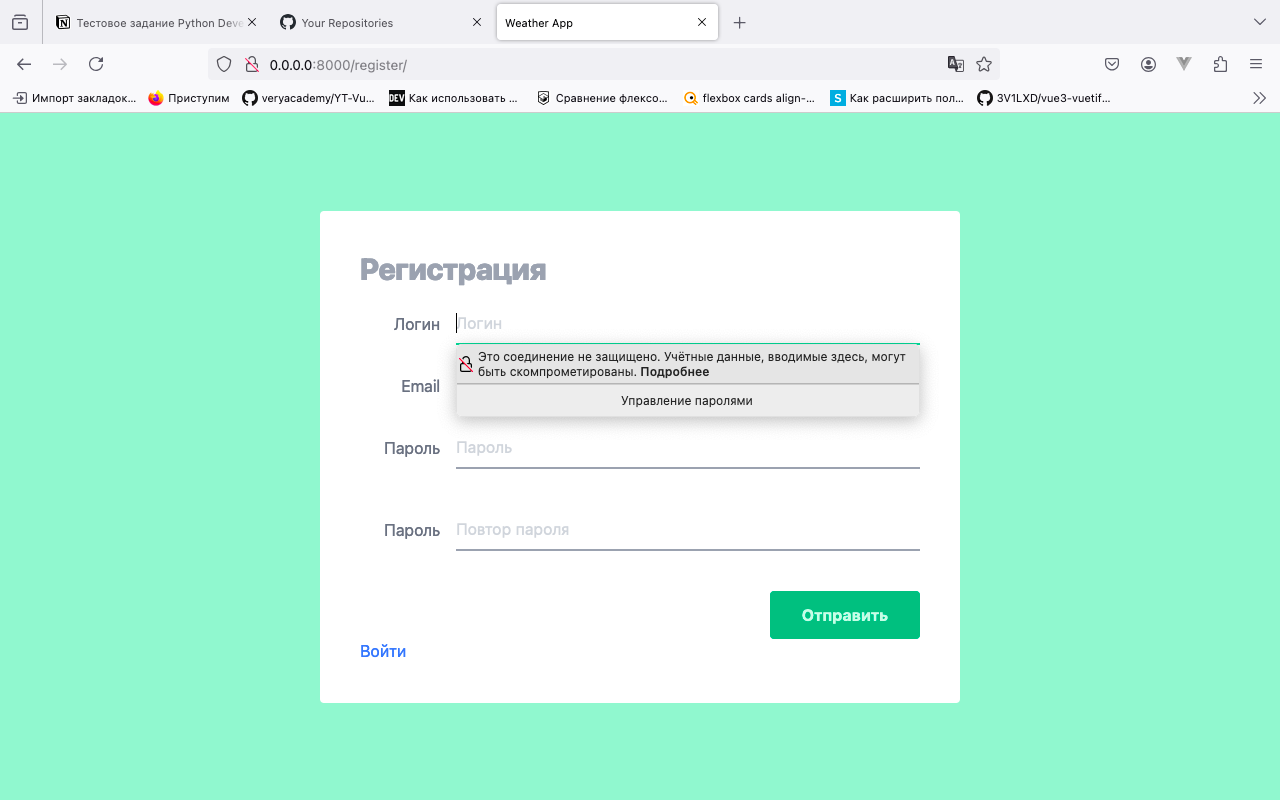 Тестовое задание Python Deve
Your Repositories
Weather App
0.0.0.0:8000/register/
Импорт закладок...
Приступим
veryacademy/YT-Vu...
DEV
Как использовать ...
Сравнение флексо...
flexbox cards align-...
S
Как расширить пол...
3V1LXD/vue3-vuetif...
Регистрация
Логин
Логин
Это соединение не защищено. Учётные данные, вводимые здесь, могут
быть скомпрометированы. Подробнее
Email
Управление паролями
Пароль
Пароль
Пароль
Повтор пароля
Отправить
Войти